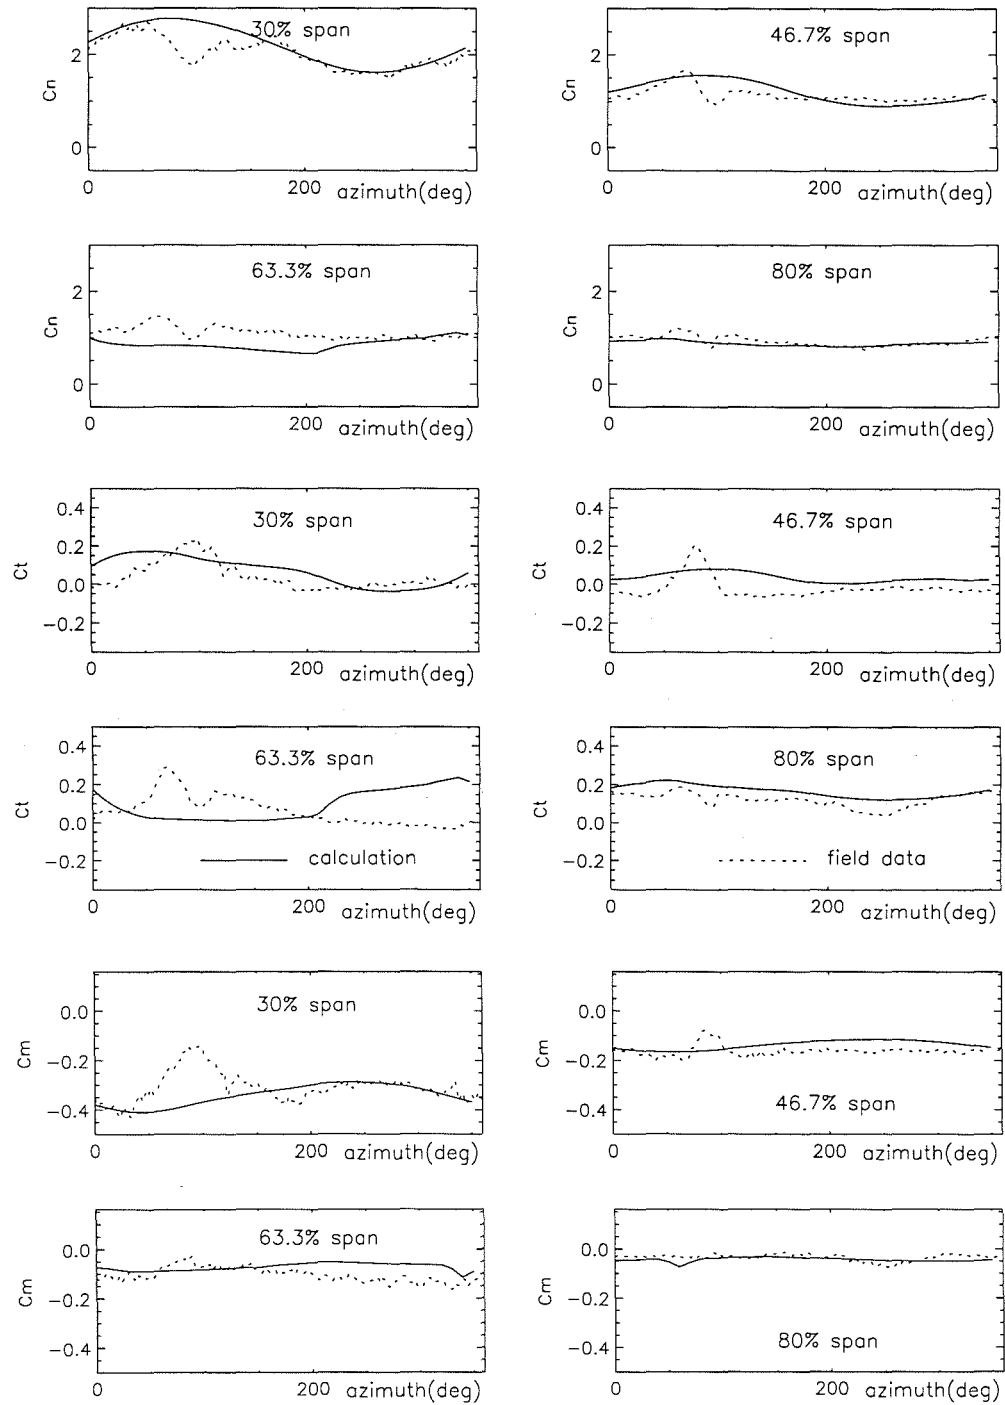 30% span
2
0
Cn
0
200
azimuth(deg)
46.7% span
2
0
Cn
0
200
azimuth(deg)
63.3% span
2
0
Cn
0
200
azimuth(deg)
80% span
2
0
Cn
0
200
azimuth(deg)
30% span
0.4
0.2
0.0
−0.2
Ct
0
200
azimuth(deg)
46.7% span
0.4
0.2
0.0
−0.2
Ct
0
200
azimuth(deg)
63.3% span
0.4
0.2
0.0
−0.2
Ct
calculation
0
200
azimuth(deg)
80% span
0.4
0.2
0.0
−0.2
Ct
field data
0
200
azimuth(deg)
30% span
0.0
−0.2
−0.4
Cm
0
200
azimuth(deg)
0.0
−0.2
−0.4
Cm
46.7% span
0
200
azimuth(deg)
63.3% span
0.0
−0.2
−0.4
Cm
0
200
azimuth(deg)
0.0
−0.2
−0.4
Cm
80% span
0
200
azimuth(deg)